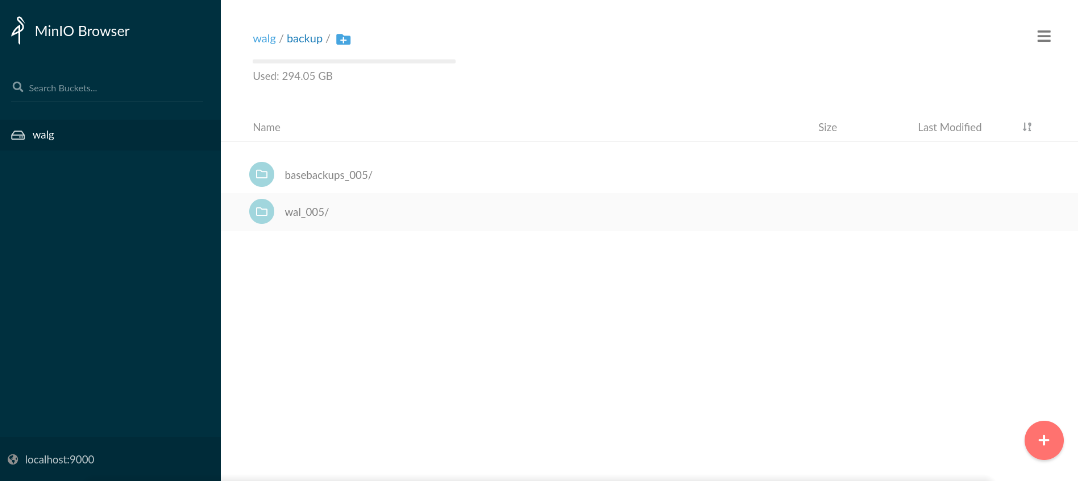 MinIO Browser
Search Buckets...
walg
localhost:9000
walg / backup /
Used: 294.05 GB
Name Size Last Modified
basebackups_005/
wal_005/